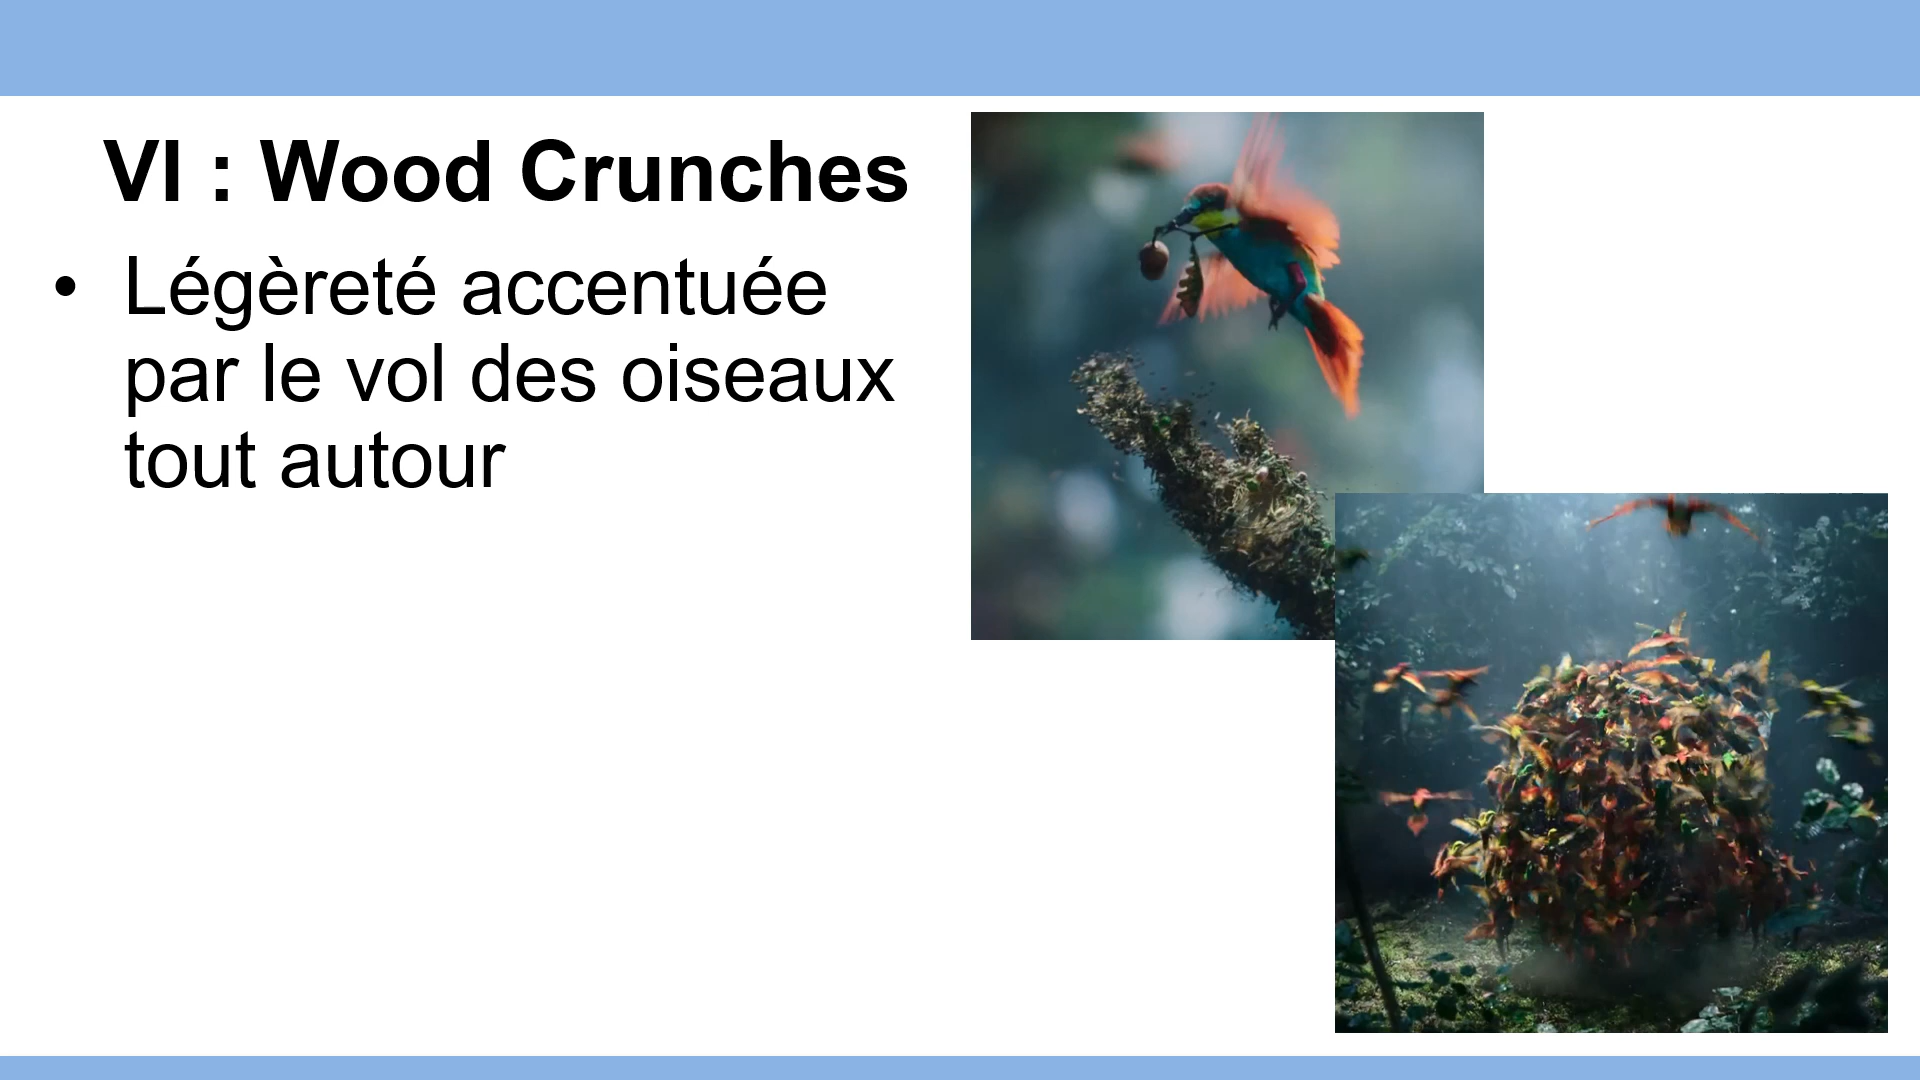 VI : Wood Crunches
• Légèreté accentuée
par le vol des oiseaux
tout autour